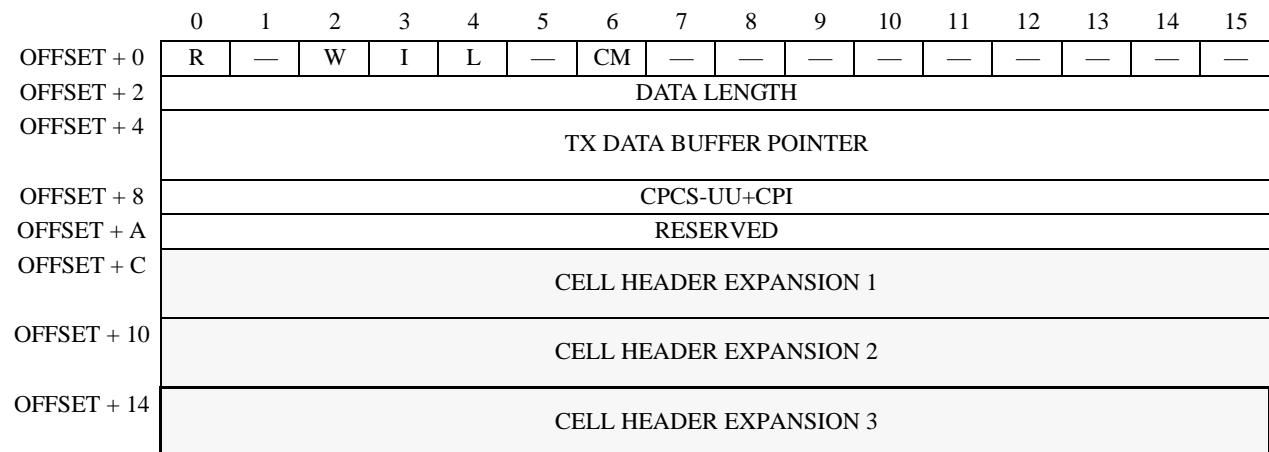 0 1 2 3 4 5 6 7 8 9 10 11 12 13 14 15
OFFSET + 0 R — W I L — CM — — — — — — — — —
OFFSET + 2 DATA LENGTH
OFFSET + 4 TX DATA BUFFER POINTER
OFFSET + 8 CPCS-UU+CPI
OFFSET + A RESERVED
OFFSET + C CELL HEADER EXPANSION 1
OFFSET + 10 CELL HEADER EXPANSION 2
OFFSET + 14 CELL HEADER EXPANSION 3